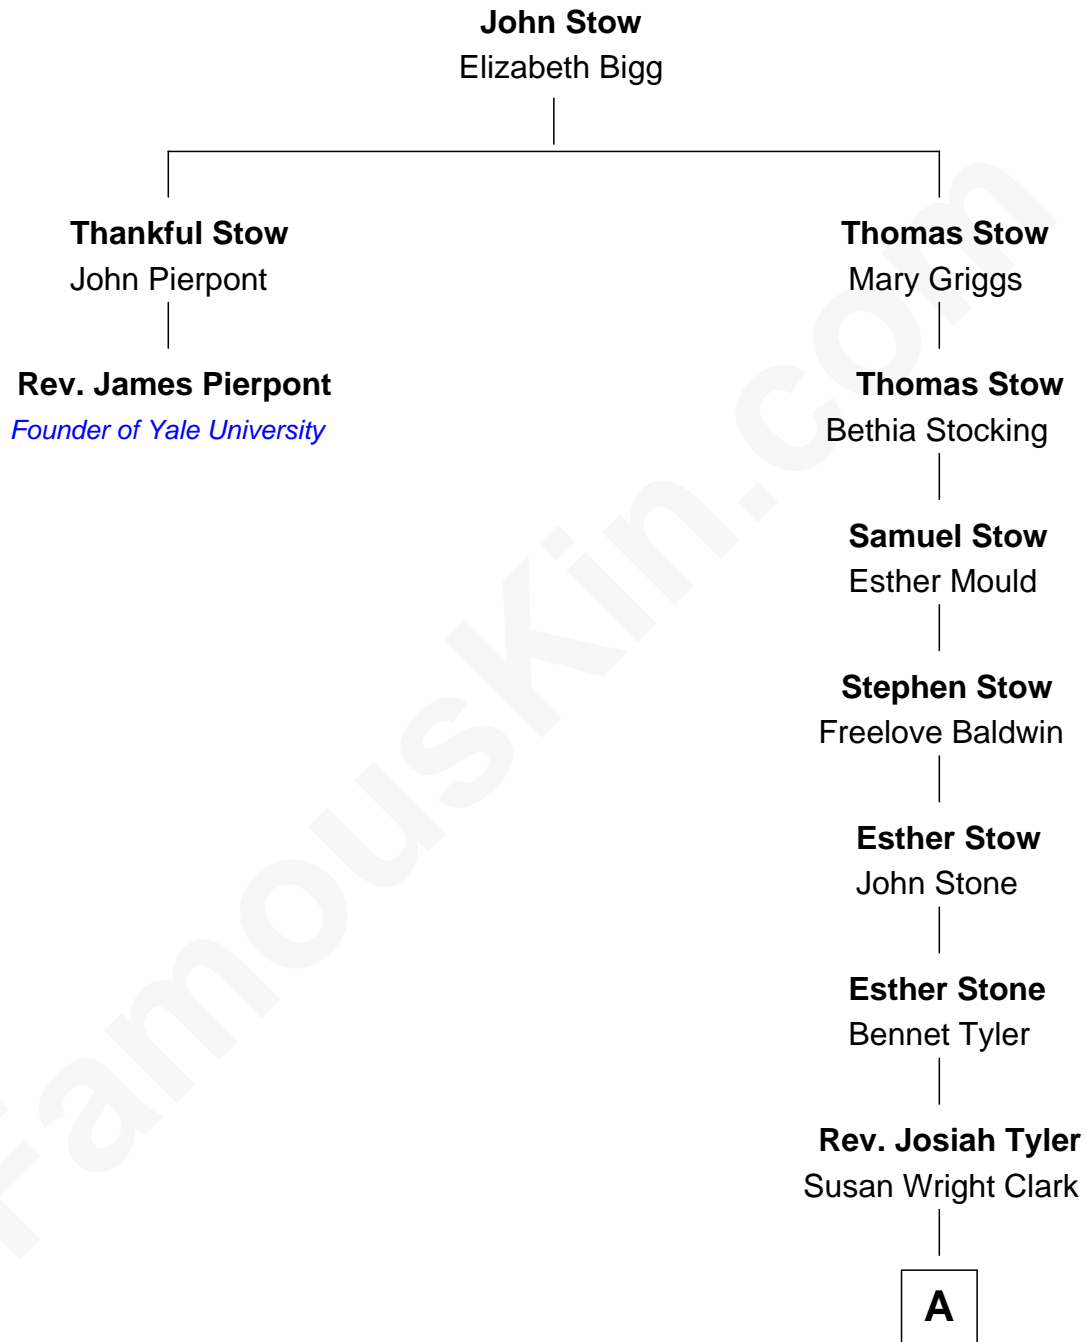 John Stow
Elizabeth Bigg
Thankful Stow
John Pierpont
Rev. James Pierpont
Founder of Yale University
Thomas Stow
Mary Griggs
Thomas Stow
Bethia Stocking
Samuel Stow
Esther Mould
Stephen Stow
Freelove Baldwin
Esther Stow
John Stone
Esther Stone
Bennet Tyler
Rev. Josiah Tyler
Susan Wright Clark
A
FamousKin.com